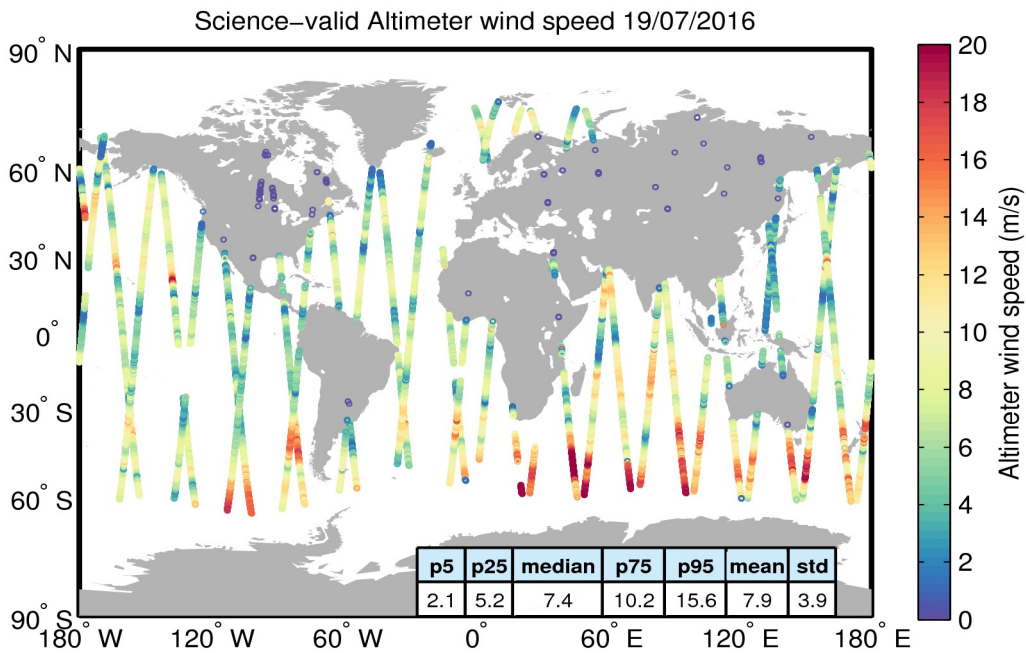 Science−valid Altimeter wind speed 19/07/2016
90° N
60° N
30° N
0°
30° S
60° S
90° S
180° W
120° W
60° W
0°
60° E
120° E
180° E
p5 p25 median p75 p95 mean std
2.1 5.2 7.4 10.2 15.6 7.9 3.9
20
18
16
14
12
10
8
6
4
2
0
Altimeter wind speed (m/s)